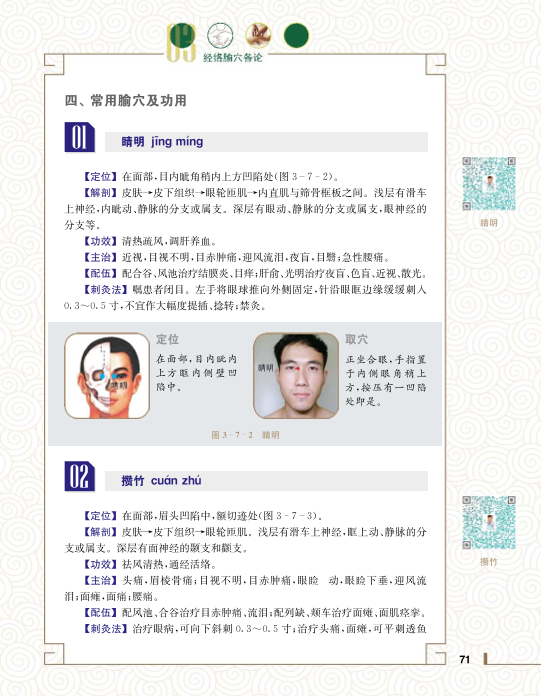 03
经络腧穴各论
四、常用腧穴及功用
01
睛明 jīng míng
【定位】在面部,目内眦角稍内上方凹陷处(图 3-7-2)。
【解剖】皮肤→皮下组织→眼轮匝肌→内直肌与筛骨框板之间。浅层有滑车
上神经,内眦动、静脉的分支或属支。深层有眼动、静脉的分支或属支,眼神经的
分支等。
【功效】清热疏风,调肝养血。
【主治】近视,目视不明,目赤肿痛,迎风流泪,夜盲,目翳;急性腰痛。
【配伍】配合谷、风池治疗结膜炎、目痒;肝俞、光明治疗夜盲、色盲、近视、散光。
【刺灸法】嘱患者闭目。左手将眼球推向外侧固定,针沿眼眶边缘缓缓刺入
0.3~0.5 寸,不宜作大幅度提插、捻转;禁灸。
睛明
定位
在面部,目内眦内
上方眶内侧壁凹
陷中。
睛明
睛明
取穴
正坐合眼,手指置
于内侧眼角稍上
方,按压有一凹陷
处即是。
图 3-7-2 睛明
02
攒竹 cuán zhú
【定位】在面部,眉头凹陷中,额切迹处(图 3-7-3)。
【解剖】皮肤→皮下组织→眼轮匝肌。浅层有滑车上神经,眶上动、静脉的分
支或属支。深层有面神经的颞支和颧支。
【功效】祛风清热,通经活络。
【主治】头痛,眉棱骨痛;目视不明,目赤肿痛,眼睑 动,眼睑下垂,迎风流
泪;面瘫,面痛;腰痛。
【配伍】配风池、合谷治疗目赤肿痛、流泪;配列缺、颊车治疗面瘫、面肌痉挛。
【刺灸法】治疗眼病,可向下斜刺 0.3~0.5 寸;治疗头痛,面瘫,可平刺透鱼
攒竹
71